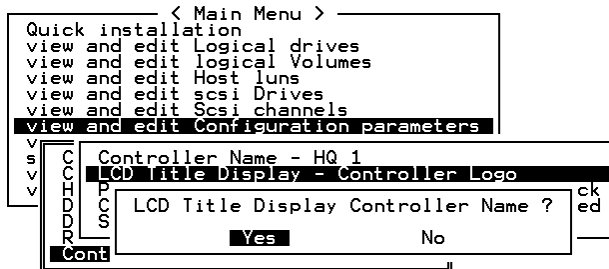 < Main Menu >
Quick installation
view and edit Logical drives
view and edit logical Volumes
view and edit Host luns
view and edit scsi Drives
view and edit Scsi channels
view and edit Configuration parameters
v
s C Controller Name - HQ 1
v C LCD Title Display - Controller Logo
v H P ck
D C LCD Title Display Controller Name ? ed
D S
R Yes No
Cont